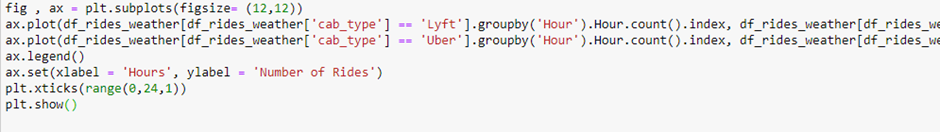 fig , ax = plt.subplots(figsize= (12,12))
ax.plot(df_rides_weather[df_rides_weather['cab_type'] == 'Lyft'].groupby('Hour').Hour.count().index, df_rides_weather[df_rides_we
ax.plot(df_rides_weather[df_rides_weather['cab_type'] == 'Uber'].groupby('Hour').Hour.count().index, df_rides_weather[df_rides_we
ax.legend()
ax.set(xlabel = 'Hours', ylabel = 'Number of Rides')
plt.xticks(range(0,24,1))
plt.show()